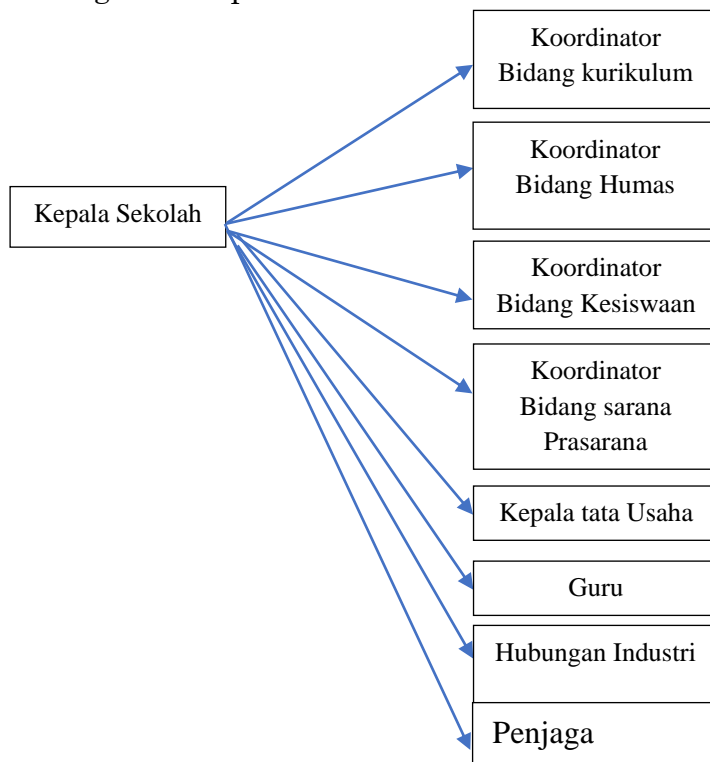 Koordinator
Bidang kurikulum
Koordinator
Bidang Humas
Kepala Sekolah
Koordinator
Bidang Kesiswaan
Koordinator
Bidang sarana
Prasarana
Kepala tata Usaha
Guru
Hubungan Industri
Penjaga